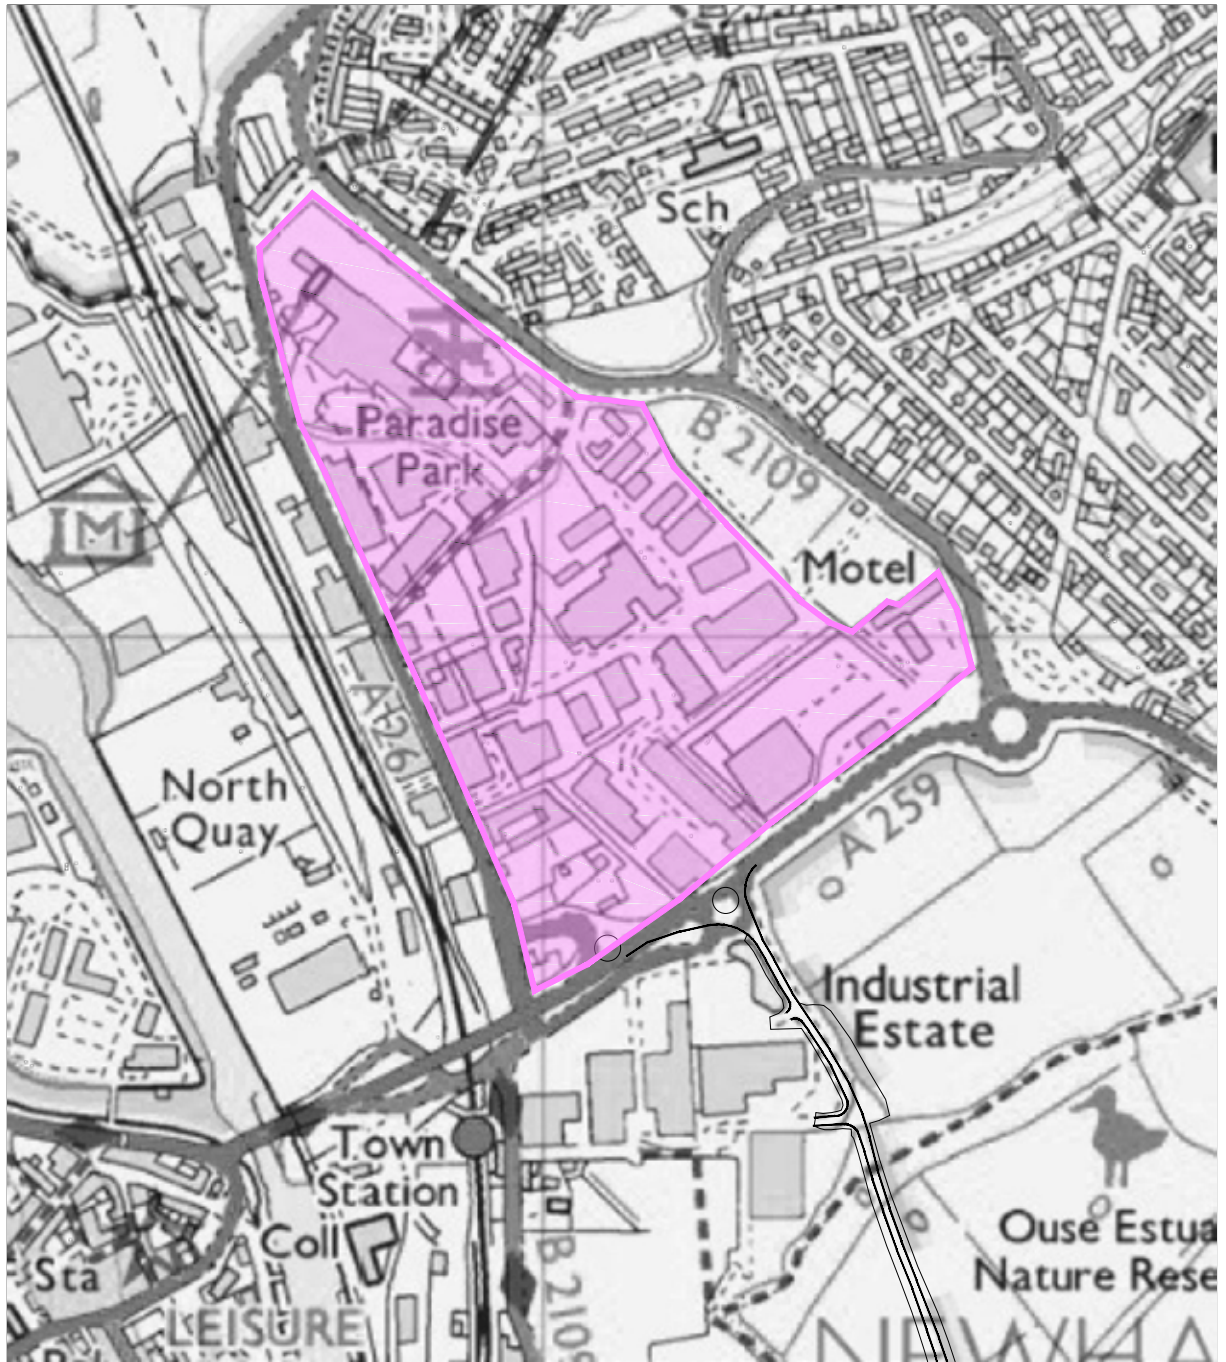 Sch
Paradise
Park
B 2109
M
Motel
A 26
North
Quay
A 259
Industrial
Estate
Town
Station
Coll
Ouse Estua
Nature Rese
Sta
B 2109
LEISURE
NEWHA